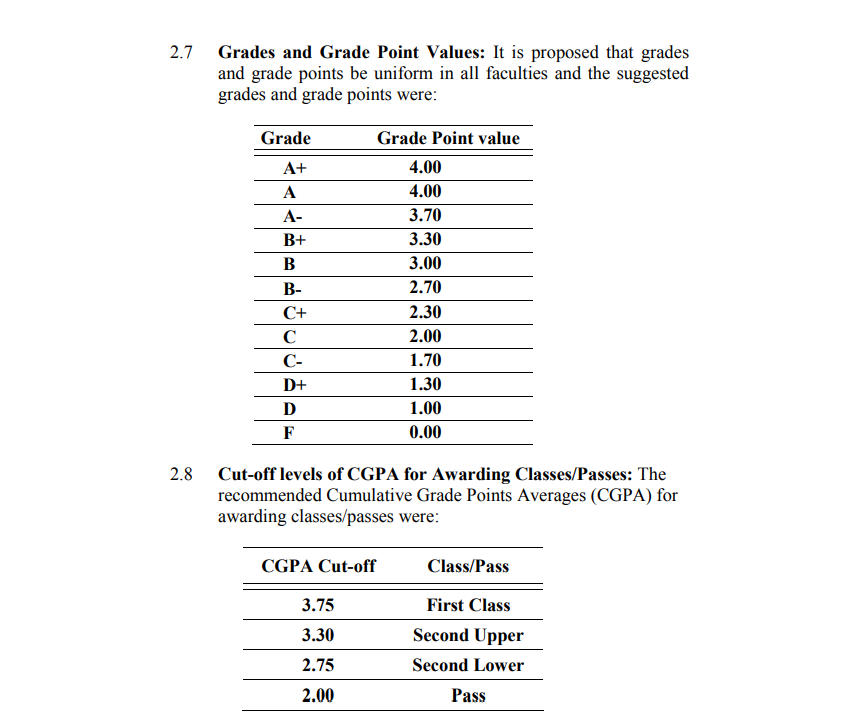 2.7 Grades and Grade Point Values: It is proposed that grades
and grade points be uniform in all faculties and the suggested
grades and grade points were:
Grade Grade Point value
A+ 4.00
A 4.00
A- 3.70
B+ 3.30
B 3.00
B- 2.70
C+ 2.30
C 2.00
C- 1.70
D+ 1.30
D 1.00
F 0.00
2.8 Cut-off levels of CGPA for Awarding Classes/Passes: The
recommended Cumulative Grade Points Averages (CGPA) for
awarding classes/passes were:
CGPA Cut-off Class/Pass
3.75 First Class
3.30 Second Upper
2.75 Second Lower
2.00 Pass